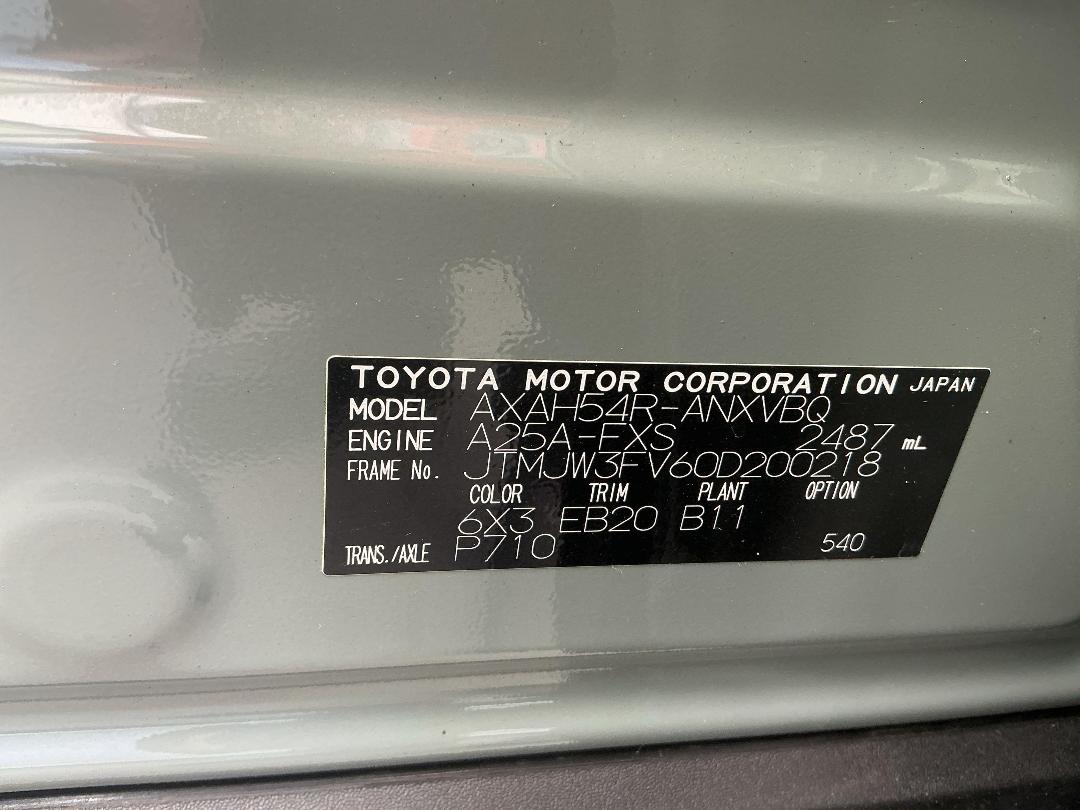 TOYOTA MOTOR CORPORATION JAPAN
MODEL AXAH54R-ANXVBQ
ENGINE A25A-FXS 2487 mL
FRAME No. JTMJW3FV60D200218
COLOR TRIM PLANT OPTION
6X3 EB20 B11
TRANS./AXLE P710 540